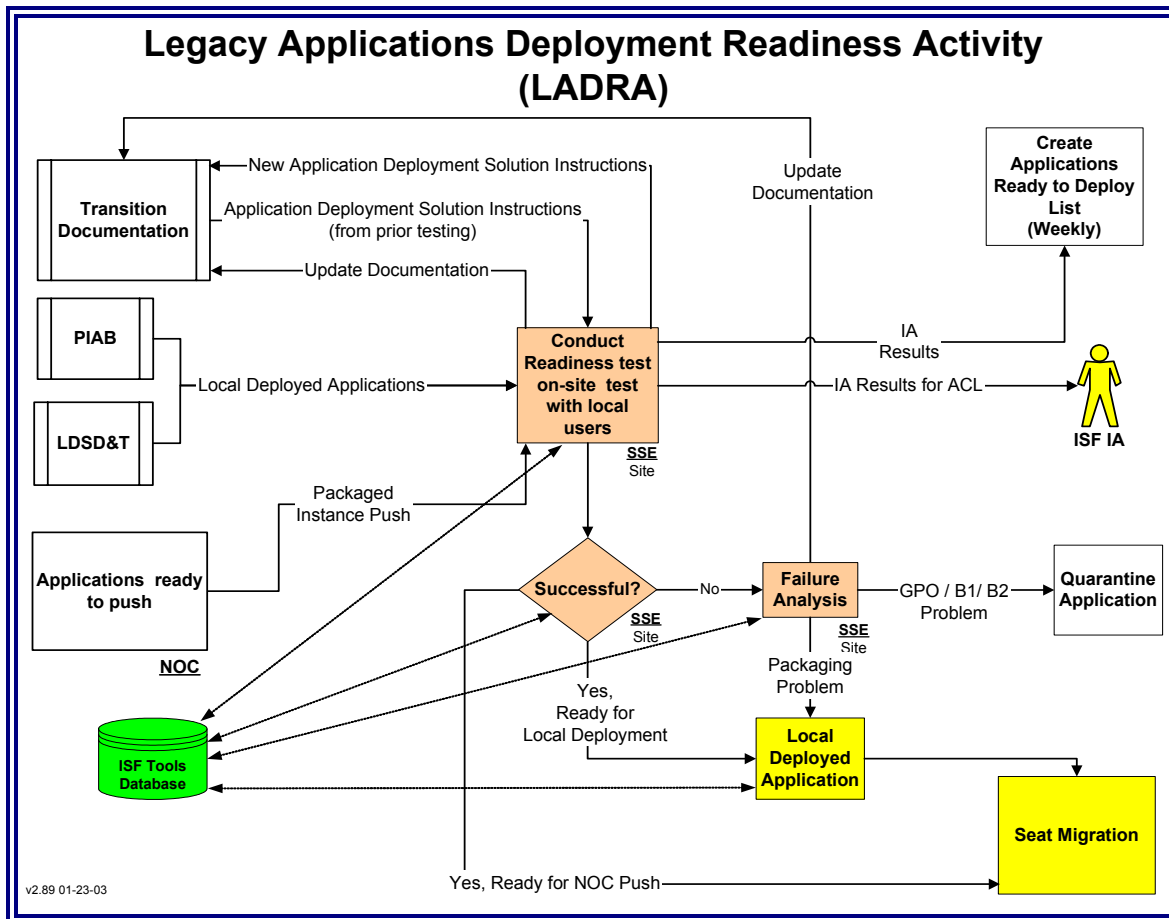 Legacy Applications Deployment Readiness Activity
(LADRA)
New Application Deployment Solution Instructions
Update
Documentation
Create
Applications
Ready to Deploy
List
(Weekly)
Transition
Documentation
Application Deployment Solution Instructions
(from prior testing)
Update Documentation
PIAB
Conduct
Readiness test
on-site test
with local
users
IA
Results
Local Deployed Applications
IA Results for ACL
LDSD&T
ISF IA
SSE
Site
Packaged
Instance Push
Applications ready
to push
NOC
Successful?
No
Failure
Analysis
GPO / B1/ B2
Problem
Quarantine
Application
SSE
Site
SSE
Site
Packaging
Problem
Yes,
Ready for
Local Deployment
ISF Tools
Database
Local
Deployed
Application
Seat Migration
Yes, Ready for NOC Push
v2.89 01-23-03